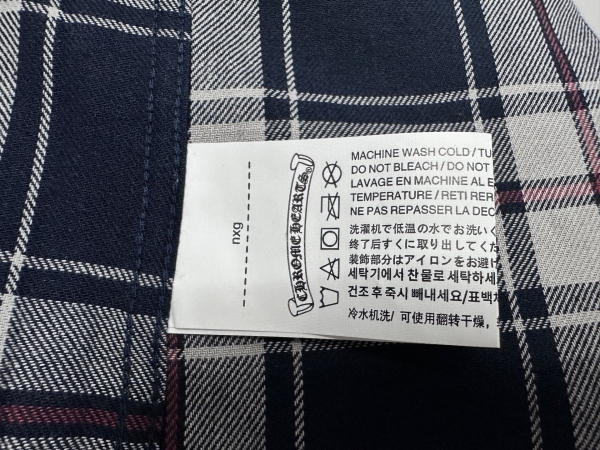 nxg
CHROME HEARTS®
MACHINE WASH COLD / TU
DO NOT BLEACH / DO NOT
LAVAGE EN MACHINE AL E
TEMPERATURE / RETI RER
NE PAS REPASSER LA DEC
洗濯机で低温の水でお洗いく
終了后すぐに取り出してくた
装飾部分はアイロンをお避け
세탁기에서 찬물로 세탁하세
건조 후 죽시 빼내세요/표백
冷水机洗/ 可使用翻转干燥，